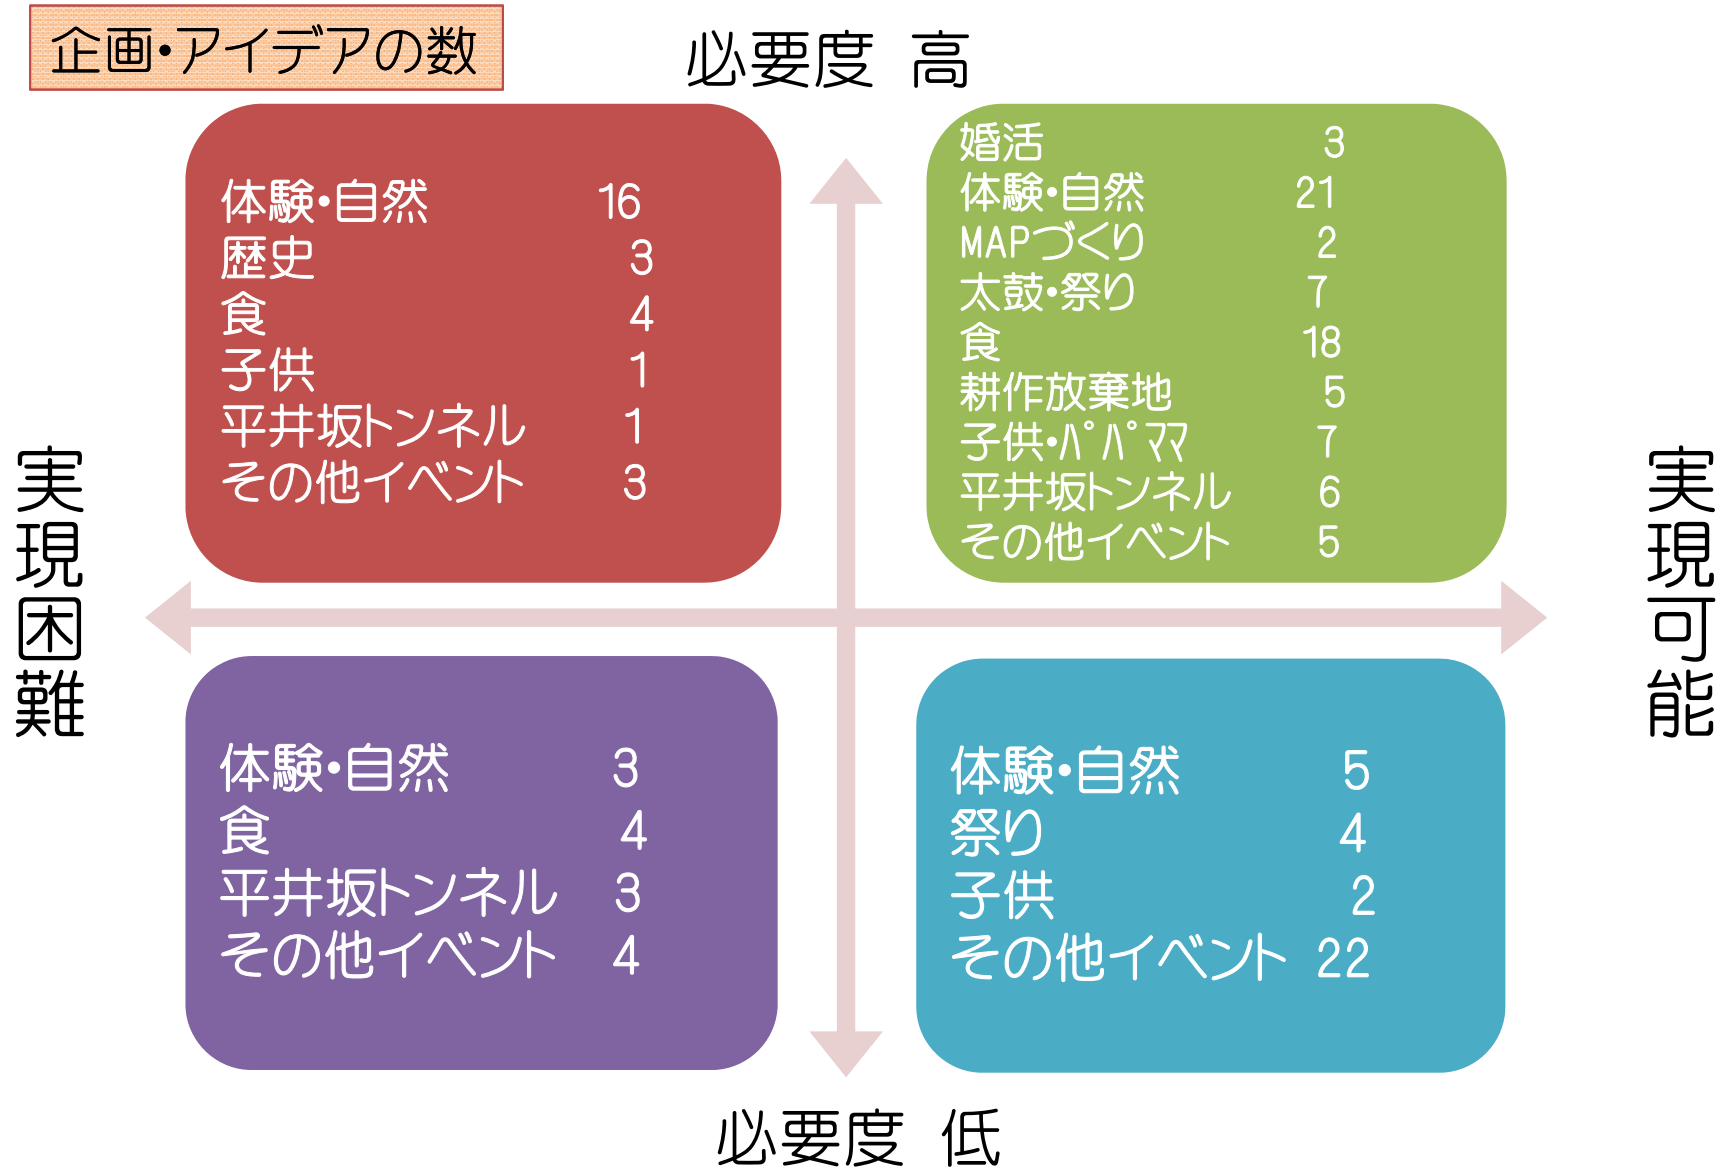 企画・アイデアの数
必要度 高
体験・自然 16
歴史 3
食 4
子供 1
平井坂トンネル 1
その他イベント 3
婚活 3
体験・自然 21
MAPづくり 2
太鼓・祭り 7
食 18
耕作放棄地 5
子供・ﾊﾟﾊﾟﾏﾏ 7
平井坂トンネル 6
その他イベント 5
実現困難
実現可能
体験・自然 3
食 4
平井坂トンネル 3
その他イベント 4
体験・自然 5
祭り 4
子供 2
その他イベント 22
必要度 低